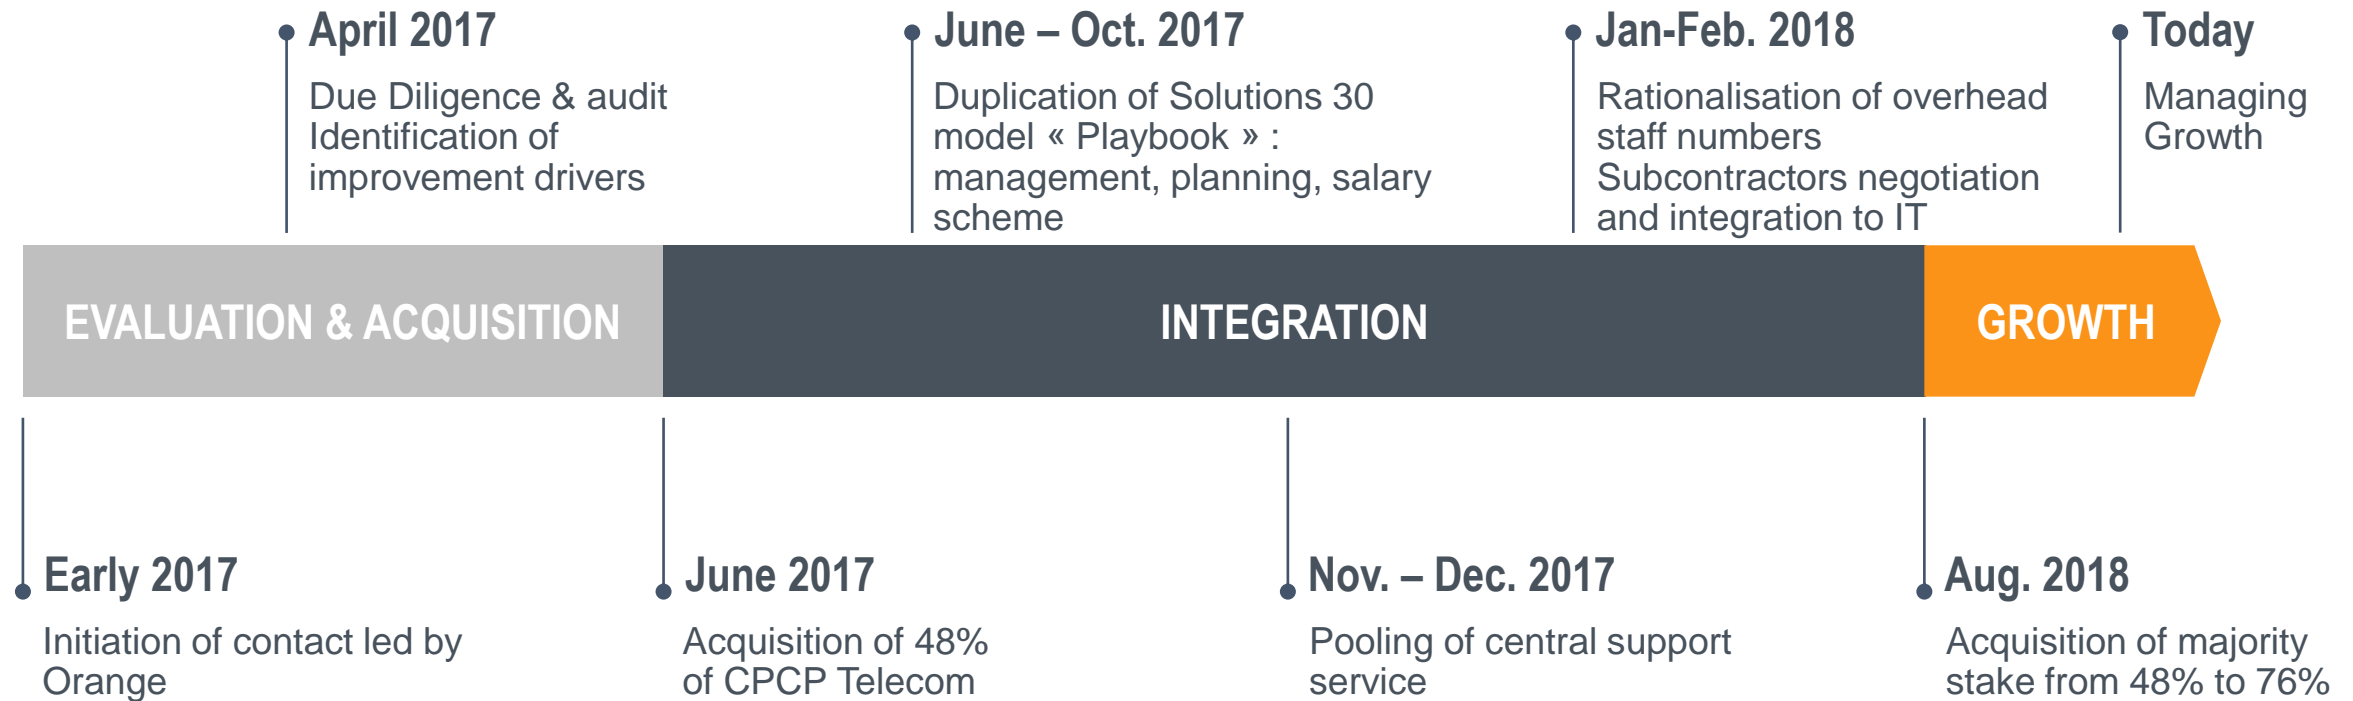 April 2017
Due Diligence & audit
Identification of
improvement drivers
June – Oct. 2017
Duplication of Solutions 30
model « Playbook » :
management, planning, salary
scheme
Jan-Feb. 2018
Rationalisation of overhead
staff numbers
Subcontractors negotiation
and integration to IT
Today
Managing
Growth
EVALUATION & ACQUISITION
INTEGRATION
GROWTH
Early 2017
Initiation of contact led by
Orange
June 2017
Acquisition of 48%
of CPCP Telecom
Nov. – Dec. 2017
Pooling of central support
service
Aug. 2018
Acquisition of majority
stake from 48% to 76%